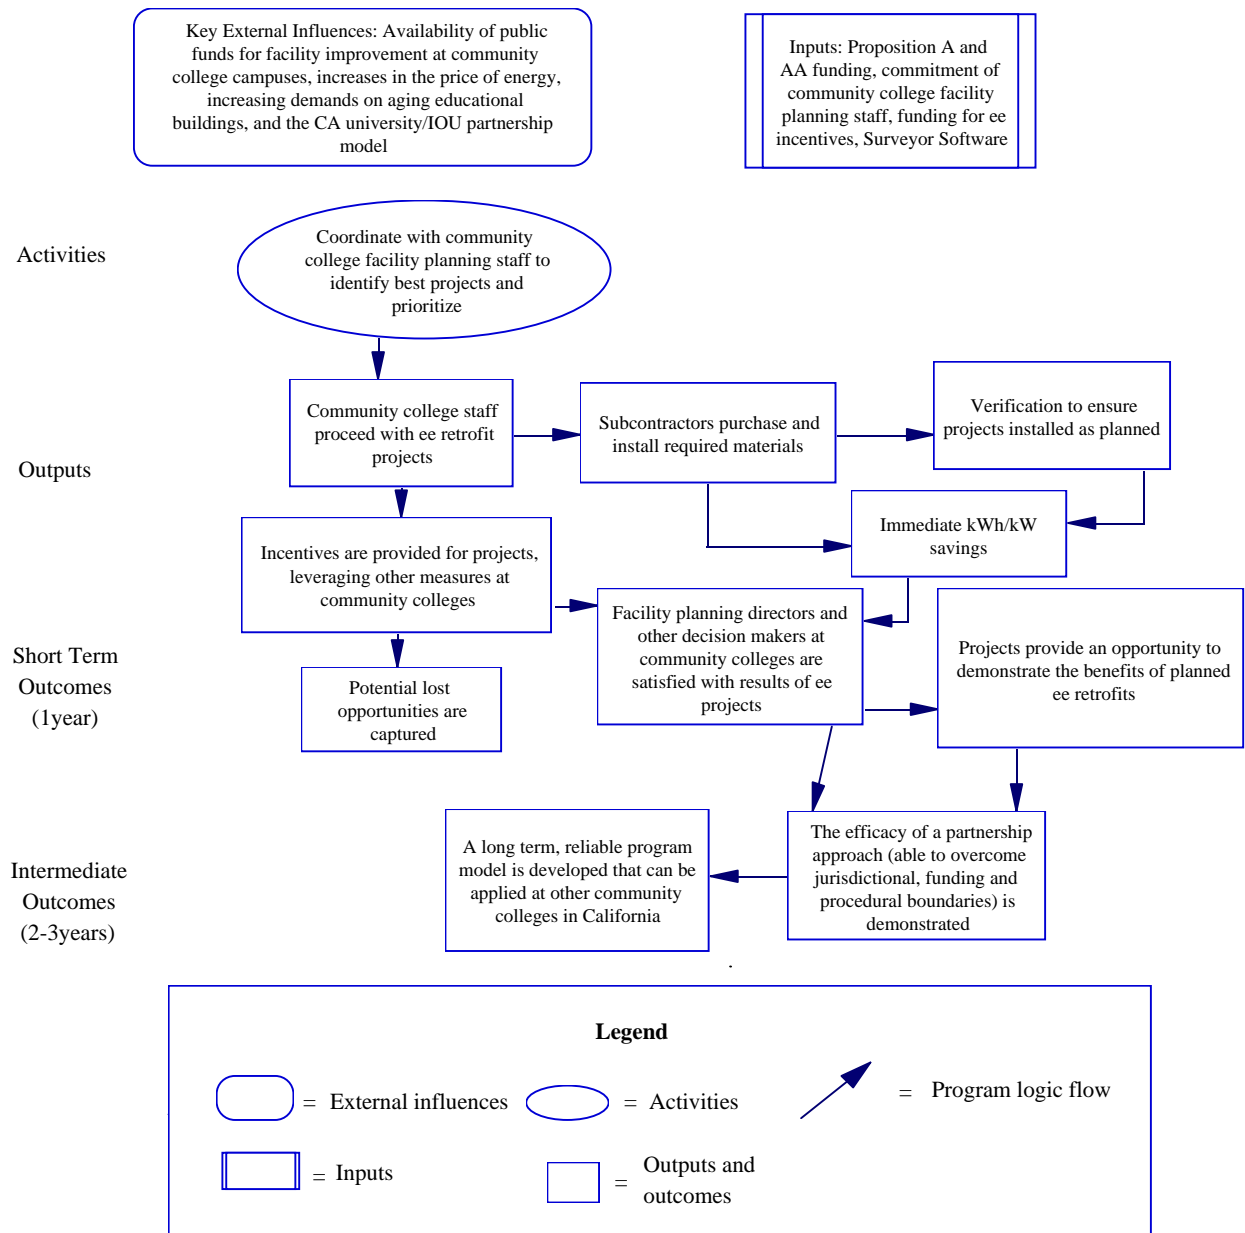 Key External Influences: Availability of public
funds for facility improvement at community
college campuses, increases in the price of energy,
increasing demands on aging educational
buildings, and the CA university/IOU partnership
model
Inputs: Proposition A and
AA funding, commitment of
community college facility
planning staff, funding for ee
incentives, Surveyor Software
Activities
Coordinate with community
college facility planning staff to
identify best projects and
prioritize
Outputs
Community college staff
proceed with ee retrofit
projects
Subcontractors purchase and
install required materials
Verification to ensure
projects installed as planned
Immediate kWh/kW
savings
Incentives are provided for projects,
leveraging other measures at
community colleges
Short Term
Outcomes
(1year)
Potential lost
opportunities are
captured
Facility planning directors and
other decision makers at
community colleges are
satisfied with results of ee
projects
Projects provide an opportunity to
demonstrate the benefits of planned
ee retrofits
Intermediate
Outcomes
(2-3years)
A long term, reliable program
model is developed that can be
applied at other community
colleges in California
The efficacy of a partnership
approach (able to overcome
jurisdictional, funding and
procedural boundaries) is
demonstrated
.
Legend
= External influences
= Activities
= Program logic flow
= Inputs
= Outputs and
outcomes